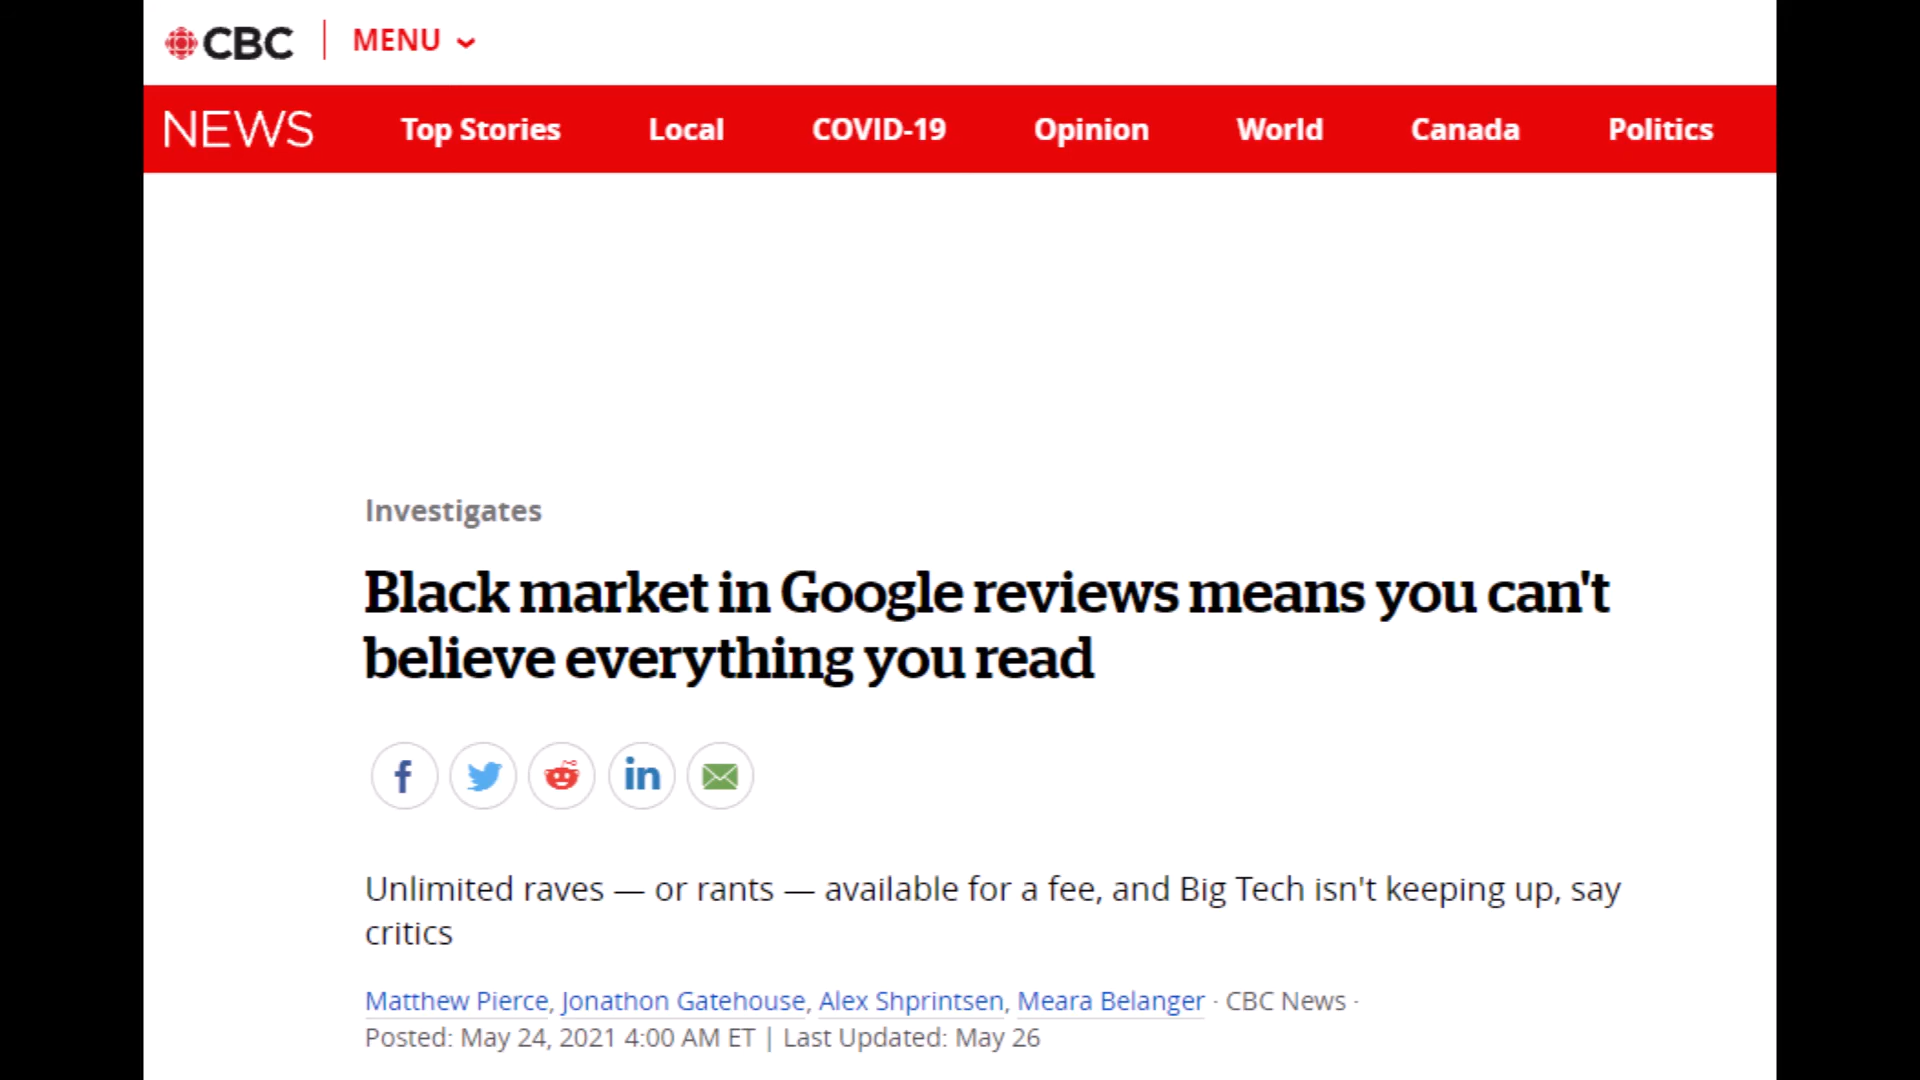 CBC MENU
NEWS Top Stories Local COVID-19 Opinion World Canada Politics
Investigates
Black market in Google reviews means you can't
believe everything you read
f in
Unlimited raves — or rants — available for a fee, and Big Tech isn't keeping up, say
critics
Matthew Pierce, Jonathon Gatehouse, Alex Shprintsen, Meara Belanger · CBC News ·
Posted: May 24, 2021 4:00 AM ET | Last Updated: May 26